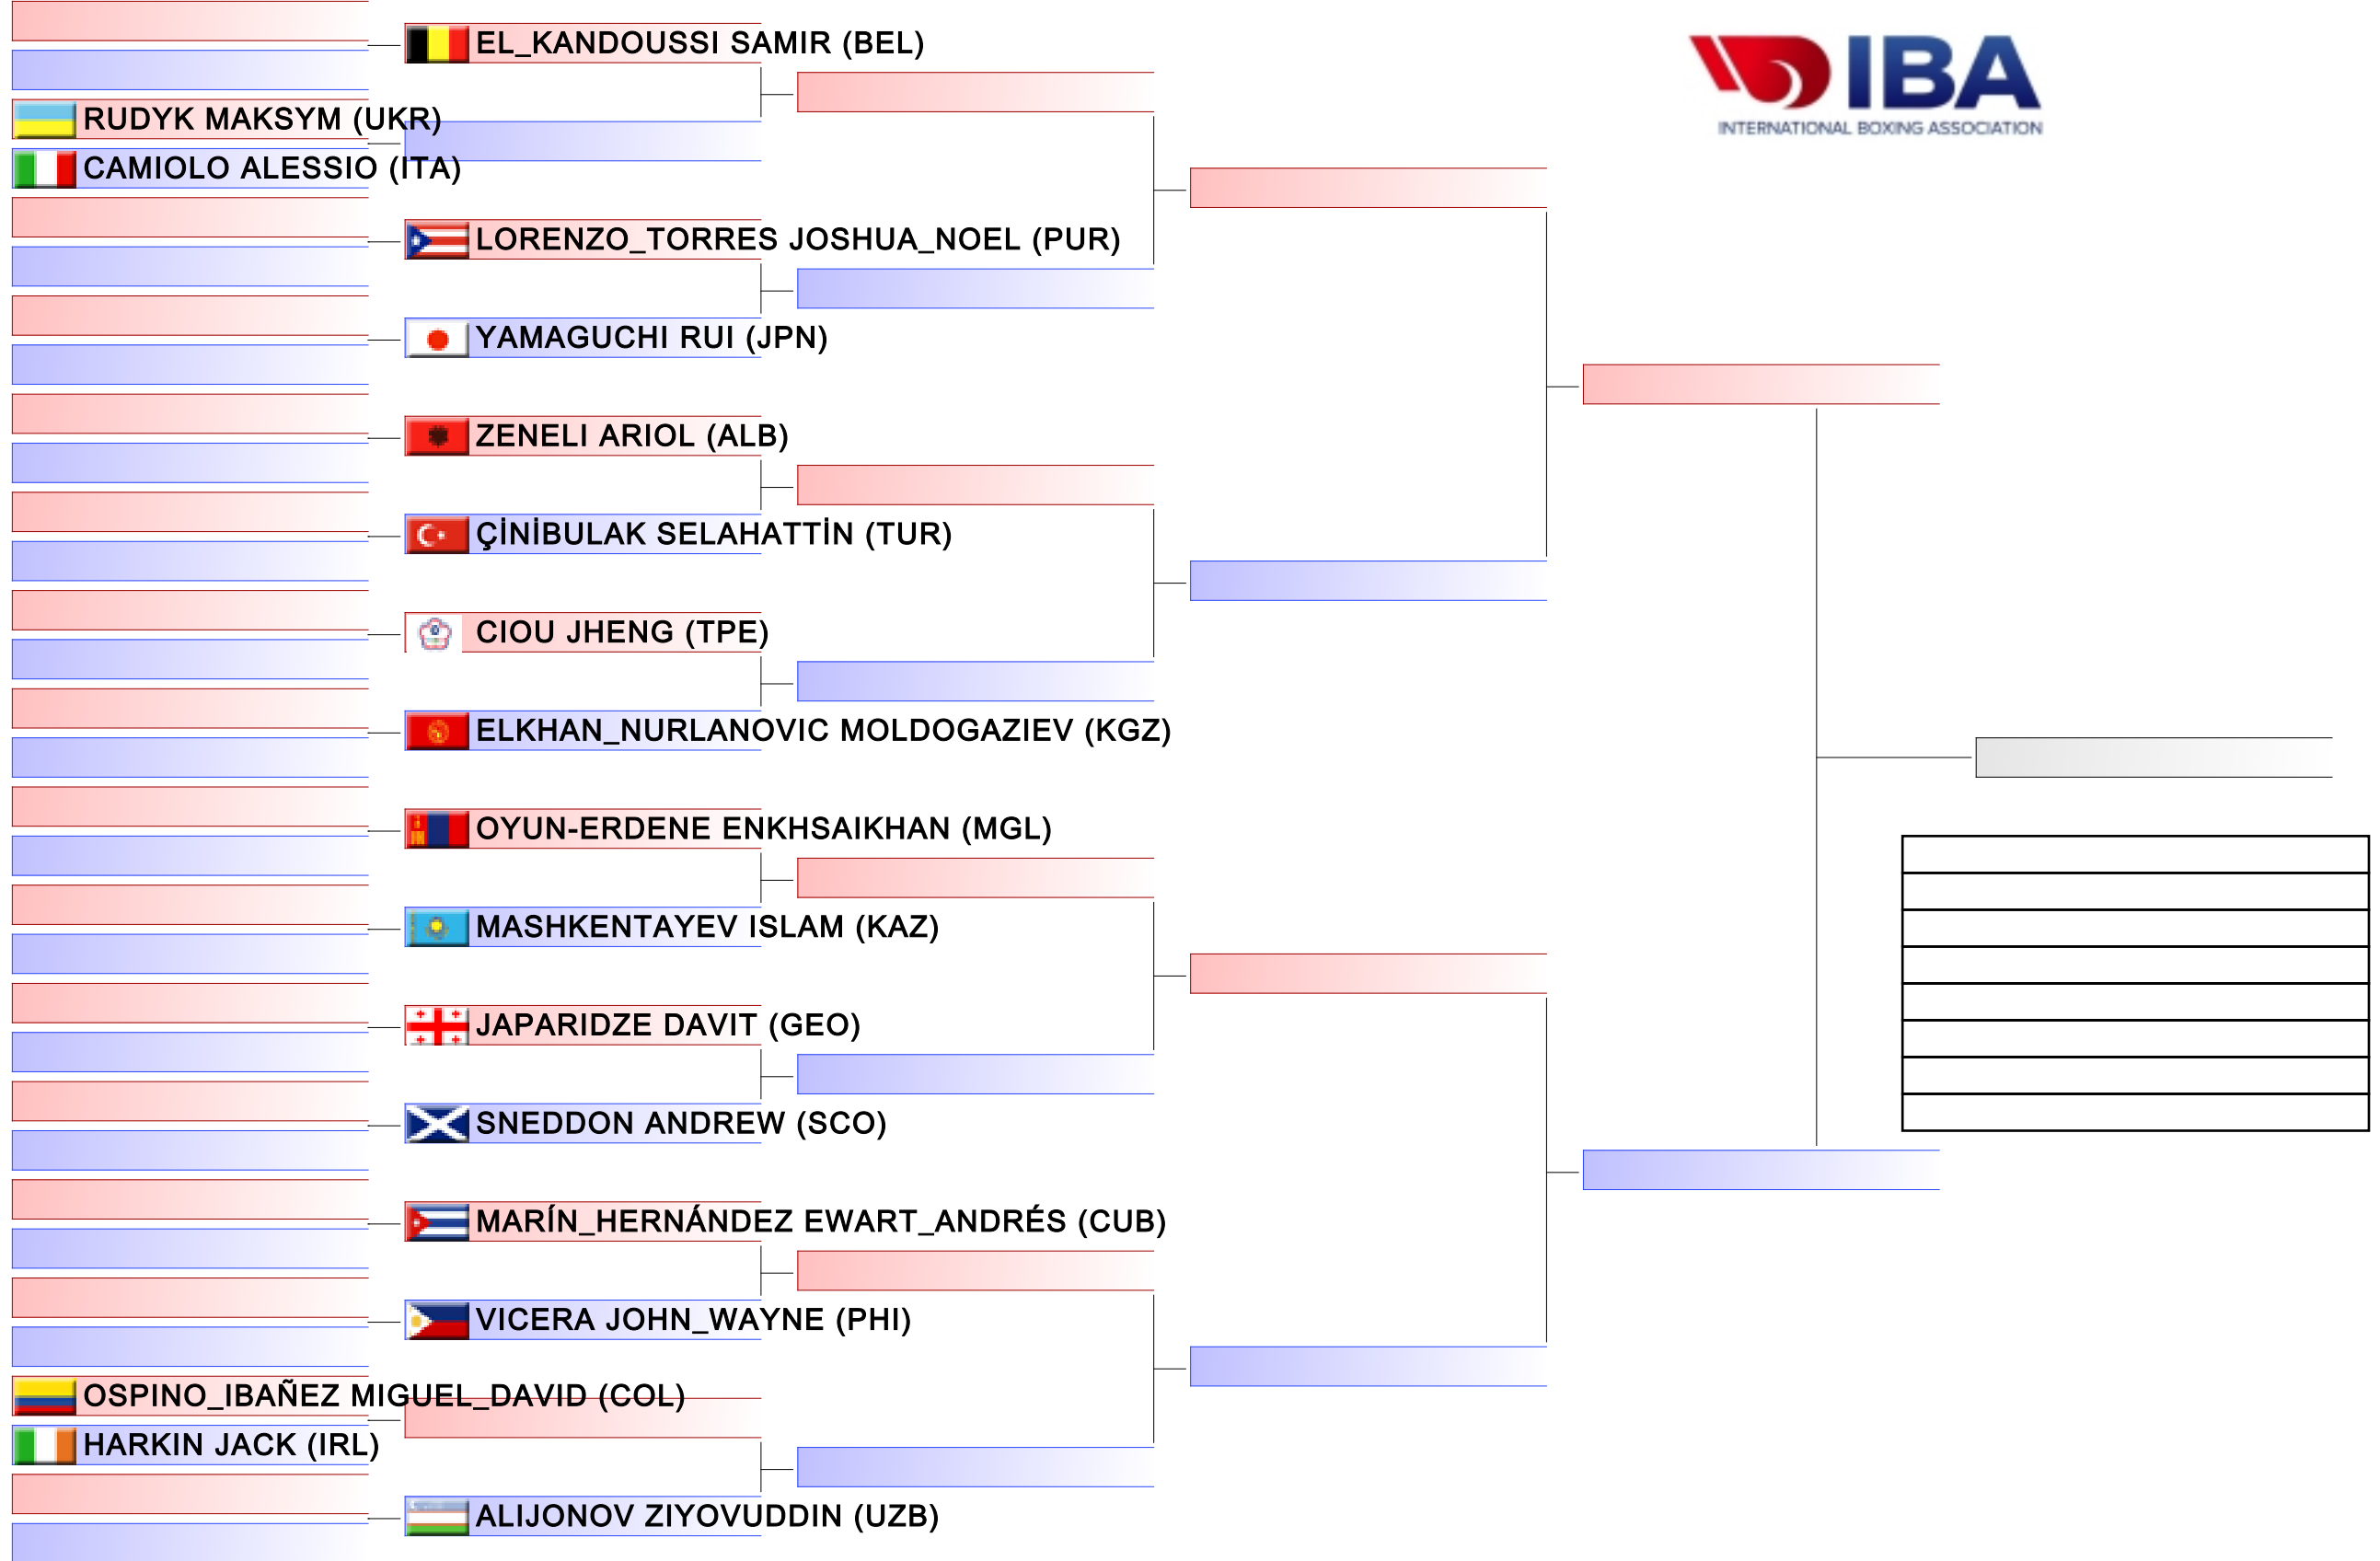 EL_KANDOUSSI SAMIR (BEL)
IBA
INTERNATIONAL BOXING ASSOCIATION
RUDYK MAKSYM (UKR)
CAMIOLO ALESSIO (ITA)
LORENZO_TORRES JOSHUA_NOEL (PUR)
YAMAGUCHI RUI (JPN)
ZENELI ARIOL (ALB)
ÇİNİBULAK SELAHATTİN (TUR)
CIOU JHENG (TPE)
ELKHAN_NURLANOVIC MOLDOGAZIEV (KGZ)
OYUN-ERDENE ENKHSAIKHAN (MGL)
MASHKENTAYEV ISLAM (KAZ)
JAPARIDZE DAVIT (GEO)
SNEDDON ANDREW (SCO)
MARÍN_HERNÁNDEZ EWART_ANDRÉS (CUB)
VICERA JOHN_WAYNE (PHI)
OSPINO_IBAÑEZ MIGUEL_DAVID (COL)
HARKIN JACK (IRL)
ALIJONOV ZIYOVUDDIN (UZB)